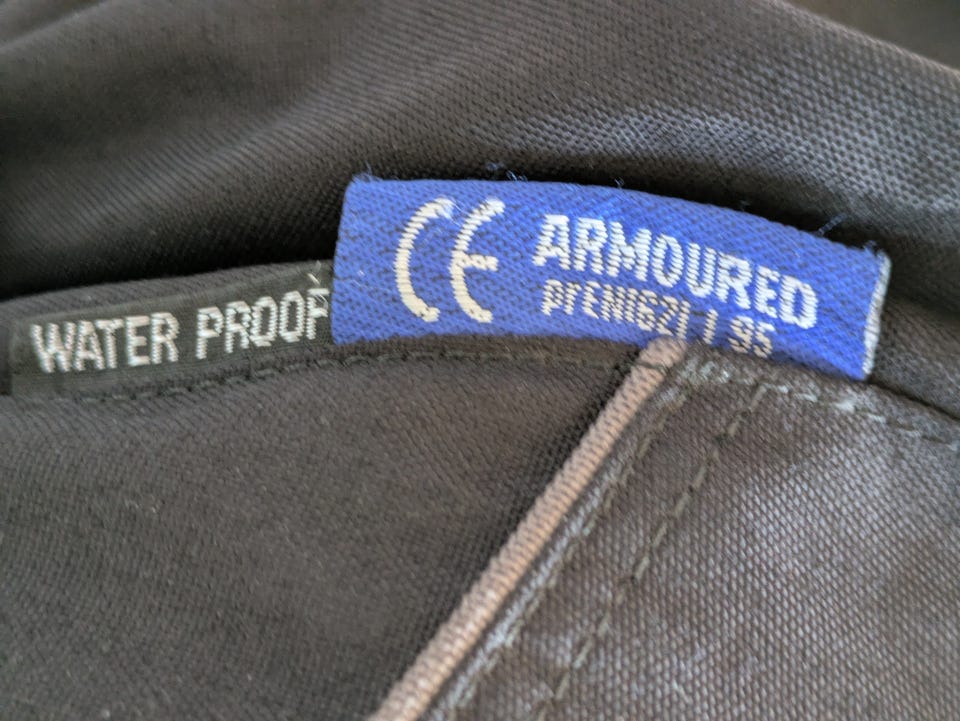 WATER PROOF
CE ARMOURED
PrEN1621 1 95